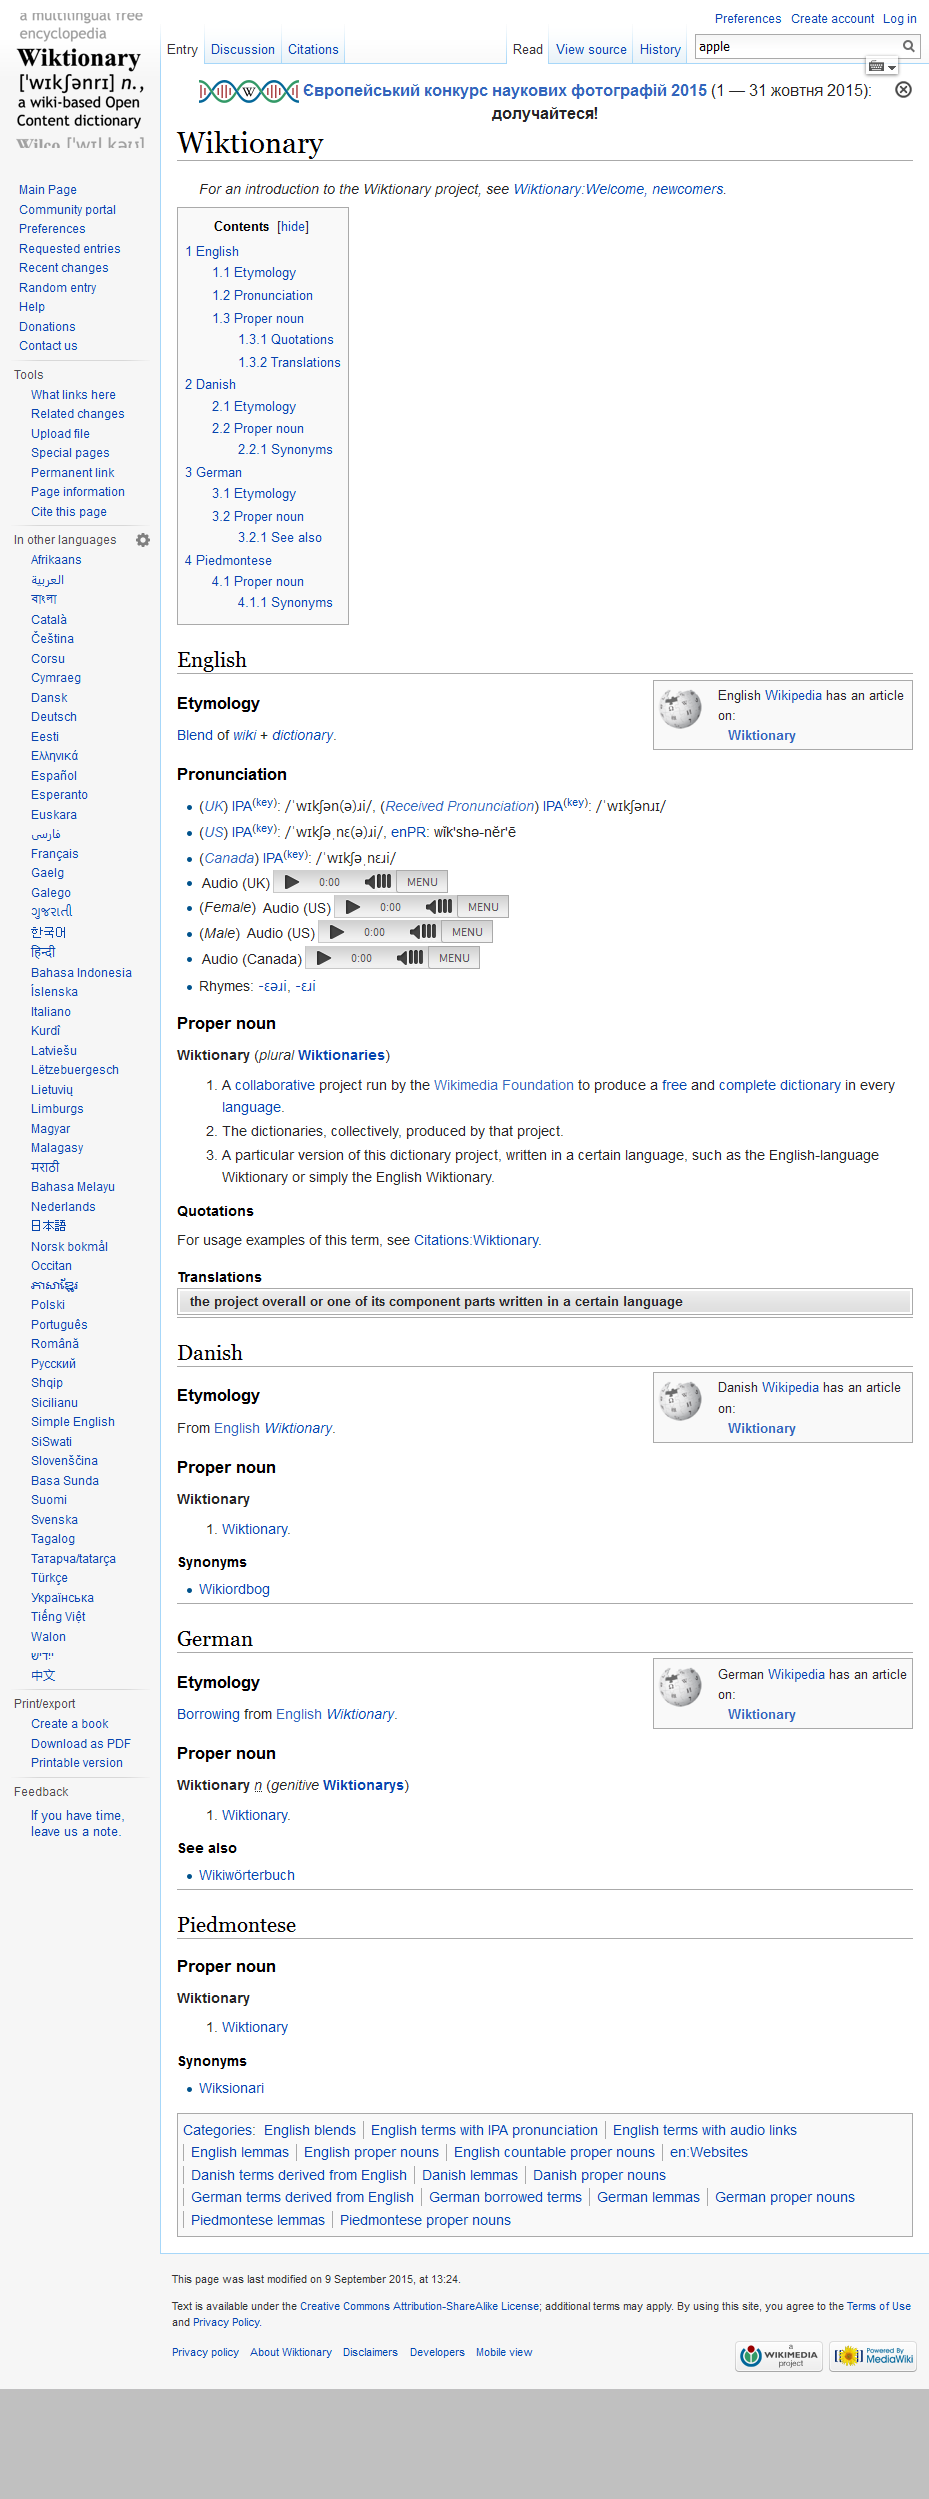 a multilingual free
encyclopedia
Wiktionary
['wɪkʃənrɪ] n.,
a wiki-based Open
Content dictionary
Wilco ['wɪl kəʊ]
Preferences Create account Log in
Entry Discussion Citations Read View source History apple
Європейський конкурс наукових фотографій 2015 (1 — 31 жовтня 2015):
долучайтеся!
Wiktionary
For an introduction to the Wiktionary project, see Wiktionary:Welcome, newcomers.
Main Page
Community portal
Preferences
Requested entries
Recent changes
Random entry
Help
Donations
Contact us
Tools
What links here
Related changes
Upload file
Special pages
Permanent link
Page information
Cite this page
In other languages
Afrikaans
العربية
বাংলা
Català
Čeština
Corsu
Cymraeg
Dansk
Deutsch
Eesti
Ελληνικά
Español
Esperanto
Euskara
فارسی
Français
Gaelg
Galego
ગુજરાતી
한국어
हिन्दी
Bahasa Indonesia
Íslenska
Italiano
Kurdî
Latviešu
Lëtzebuergesch
Lietuvių
Limburgs
Magyar
Malagasy
मराठी
Bahasa Melayu
Nederlands
日本語
Norsk bokmål
Occitan
ភាសាខ្មែរ
Polski
Português
Română
Русский
Shqip
Sicilianu
Simple English
SiSwati
Slovenščina
Basa Sunda
Suomi
Svenska
Tagalog
Татарча/tatarça
Türkçe
Українська
Tiếng Việt
Walon
ייִדיש
中文
Print/export
Create a book
Download as PDF
Printable version
Feedback
If you have time,
leave us a note.
Contents [hide]
1 English
1.1 Etymology
1.2 Pronunciation
1.3 Proper noun
1.3.1 Quotations
1.3.2 Translations
2 Danish
2.1 Etymology
2.2 Proper noun
2.2.1 Synonyms
3 German
3.1 Etymology
3.2 Proper noun
3.2.1 See also
4 Piedmontese
4.1 Proper noun
4.1.1 Synonyms
English
English Wikipedia has an article
on:
Wiktionary
Etymology
Blend of wiki + dictionary.
Pronunciation
(UK) IPA(key): /ˈwɪkʃən(ə)ɹi/, (Received Pronunciation) IPA(key): /ˈwɪkʃənɹɪ/
(US) IPA(key): /ˈwɪkʃəˌnɛ(ə)ɹi/, enPR: wĭk'shə-nĕr'ē
(Canada) IPA(key): /ˈwɪkʃəˌnɛɹi/
Audio (UK) 0:00 MENU
(Female) Audio (US) 0:00 MENU
(Male) Audio (US) 0:00 MENU
Audio (Canada) 0:00 MENU
Rhymes: -ɛəɹi, -ɛɹi
Proper noun
Wiktionary (plural Wiktionaries)
1. A collaborative project run by the Wikimedia Foundation to produce a free and complete dictionary in every
language.
2. The dictionaries, collectively, produced by that project.
3. A particular version of this dictionary project, written in a certain language, such as the English-language
Wiktionary or simply the English Wiktionary.
Quotations
For usage examples of this term, see Citations:Wiktionary.
Translations
the project overall or one of its component parts written in a certain language
Danish
Danish Wikipedia has an article
on:
Wiktionary
Etymology
From English Wiktionary.
Proper noun
Wiktionary
1. Wiktionary.
Synonyms
Wikiordbog
German
German Wikipedia has an article
on:
Wiktionary
Etymology
Borrowing from English Wiktionary.
Proper noun
Wiktionary n (genitive Wiktionarys)
1. Wiktionary.
See also
Wikiwörterbuch
Piedmontese
Proper noun
Wiktionary
1. Wiktionary
Synonyms
Wiksionari
Categories: English blends | English terms with IPA pronunciation | English terms with audio links
| English lemmas | English proper nouns | English countable proper nouns | en:Websites
| Danish terms derived from English | Danish lemmas | Danish proper nouns
| German terms derived from English | German borrowed terms | German lemmas | German proper nouns
| Piedmontese lemmas | Piedmontese proper nouns
This page was last modified on 9 September 2015, at 13:24.
Text is available under the Creative Commons Attribution-ShareAlike License; additional terms may apply. By using this site, you agree to the Terms of Use
and Privacy Policy.
Privacy policy About Wiktionary Disclaimers Developers Mobile view
a
WIKIMEDIA
project
Powered By
MediaWiki